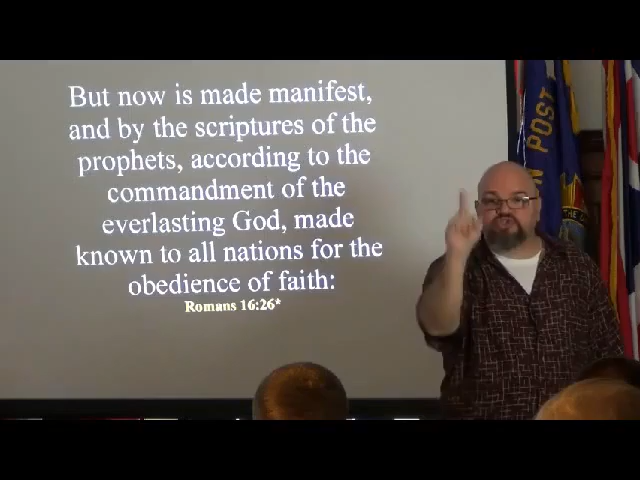 But now is made manifest,
and by the scriptures of the
prophets, according to the
commandment of the
everlasting God, made
known to all nations for the
obedience of faith:
Romans 16:26*
POST
THE